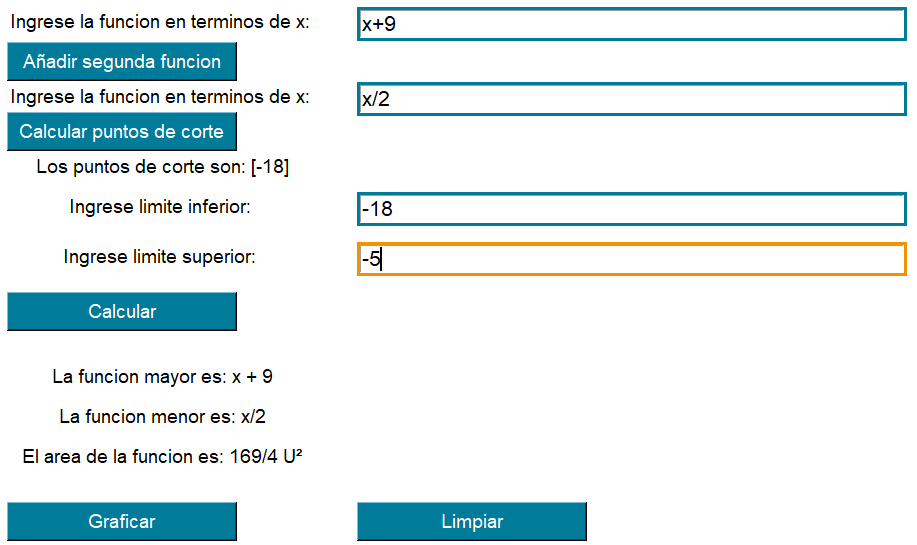 Ingrese la funcion en terminos de x: x+9
Añadir segunda funcion
Ingrese la funcion en terminos de x: x/2
Calcular puntos de corte
Los puntos de corte son: [-18]
Ingrese limite inferior: -18
Ingrese limite superior: -5
Calcular
La funcion mayor es: x + 9
La funcion menor es: x/2
El area de la funcion es: 169/4 U²
Graficar Limpiar